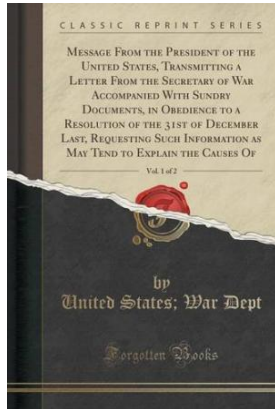 CLASSIC REPRINT SERIES
MESSAGE FROM THE PRESIDENT OF THE
UNITED STATES, TRANSMITTING A
LETTER FROM THE SECRETARY OF WAR
ACCOMPANIED WITH SUNDRY
DOCUMENTS, IN OBEDIENCE TO A
RESOLUTION OF THE 31ST OF DECEMBER
LAST, REQUESTING SUCH INFORMATION AS
MAY TEND TO EXPLAIN THE CAUSES OF
Vol. 1 of 2
by
United States; War Dept
Forgotten Books